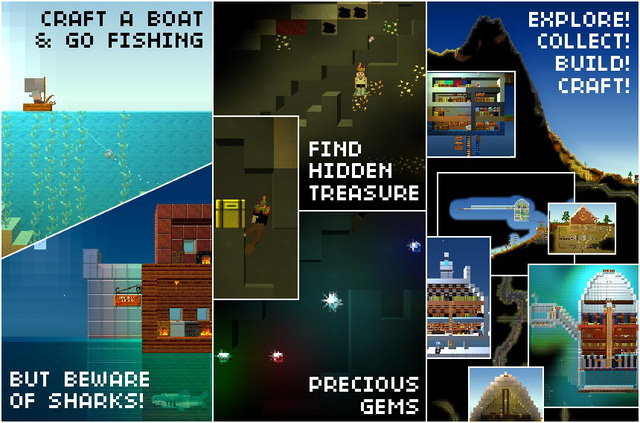 CRAFT A BOAT
& GO FISHING
BUT BEWARE
OF SHARKS!
FIND
HIDDEN
TREASURE
PRECIOUS
GEMS
EXPLORE!
COLLECT!
BUILD!
CRAFT!